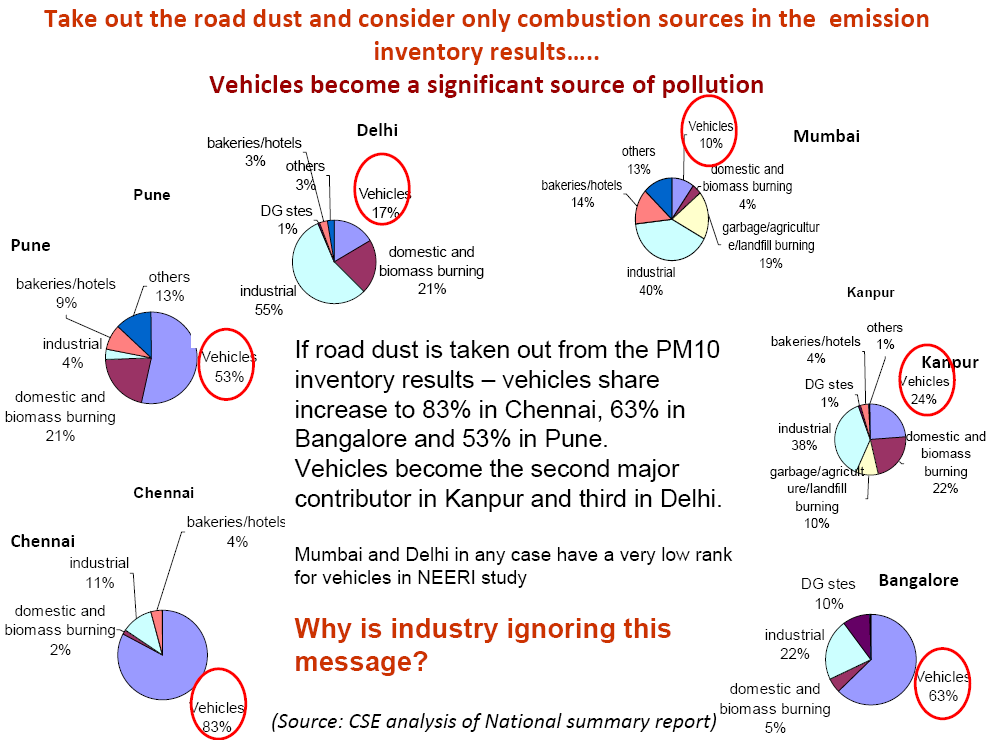 Take out the road dust and consider only combustion sources in the emission
inventory results…..
Vehicles become a significant source of pollution
Delhi
bakeries/hotels
3%
others
3%
Vehicles
17%
DG stes
1%
domestic and
biomass burning
21%
industrial
55%
Mumbai
Vehicles
10%
others
13%
domestic and
biomass burning
4%
bakeries/hotels
14%
garbage/agricultur
e/landfill burning
19%
industrial
40%
Pune
Pune
bakeries/hotels
9%
others
13%
industrial
4%
Vehicles
53%
domestic and
biomass burning
21%
Kanpur
others
1%
bakeries/hotels
4%
Kanpur
Vehicles
24%
DG stes
1%
industrial
38%
domestic and
biomass
burning
22%
garbage/agricult
ure/landfill
burning
10%
If road dust is taken out from the PM10
inventory results – vehicles share
increase to 83% in Chennai, 63% in
Bangalore and 53% in Pune.
Vehicles become the second major
contributor in Kanpur and third in Delhi.
Mumbai and Delhi in any case have a very low rank
for vehicles in NEERI study
Why is industry ignoring this
message?
(Source: CSE analysis of National summary report)
Chennai
Chennai
bakeries/hotels
4%
industrial
11%
domestic and
biomass burning
2%
Vehicles
83%
Bangalore
DG stes
10%
industrial
22%
Vehicles
63%
domestic and
biomass burning
5%